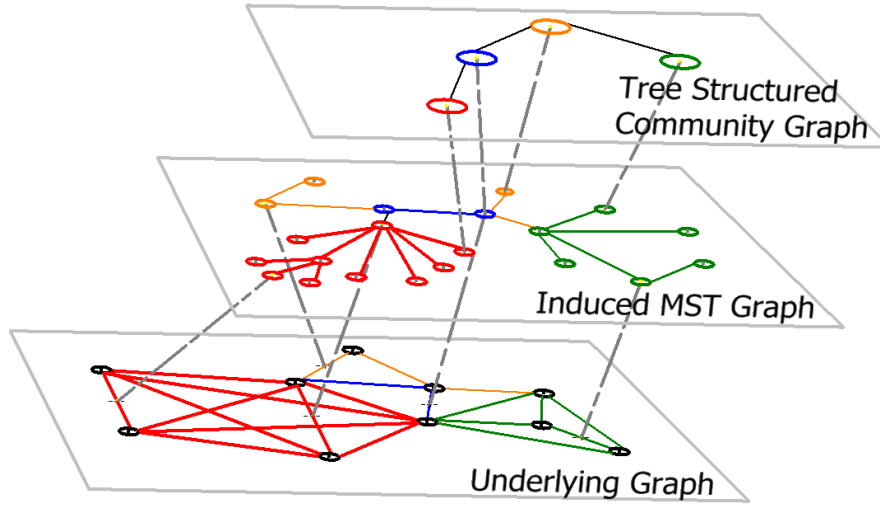 Tree Structured
Community Graph
Induced MST Graph
Underlying Graph